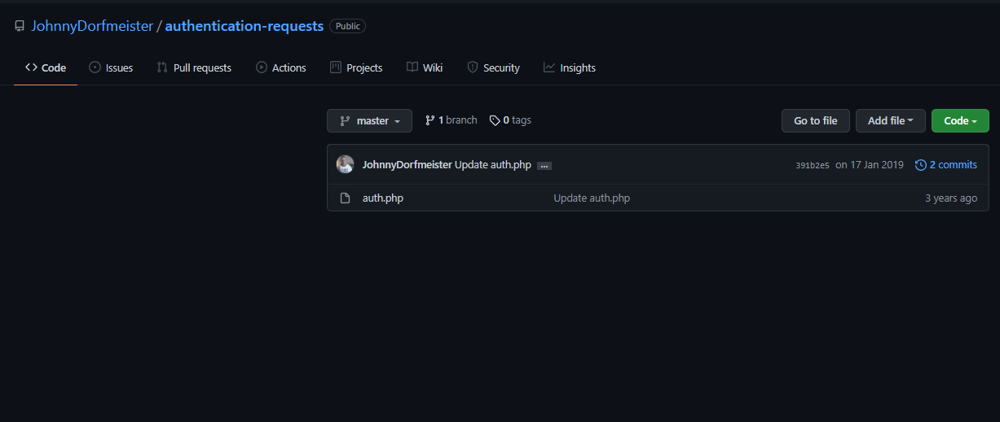 JohnnyDorfmeister / authentication-requests Public
Code Issues Pull requests Actions Projects Wiki Security Insights
master 1 branch 0 tags Go to file Add file Code
JohnnyDorfmeister Update auth.php ... 391b2e5 on 17 Jan 2019 2 commits
auth.php Update auth.php 3 years ago